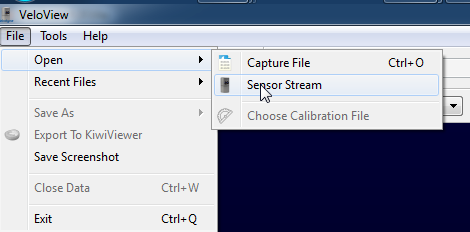 VeloView
File Tools Help
Open
Capture File Ctrl+O
Sensor Stream
Choose Calibration File
Recent Files
Save As
Export To KiwiViewer
Save Screenshot
Close Data Ctrl+W
Exit Ctrl+Q